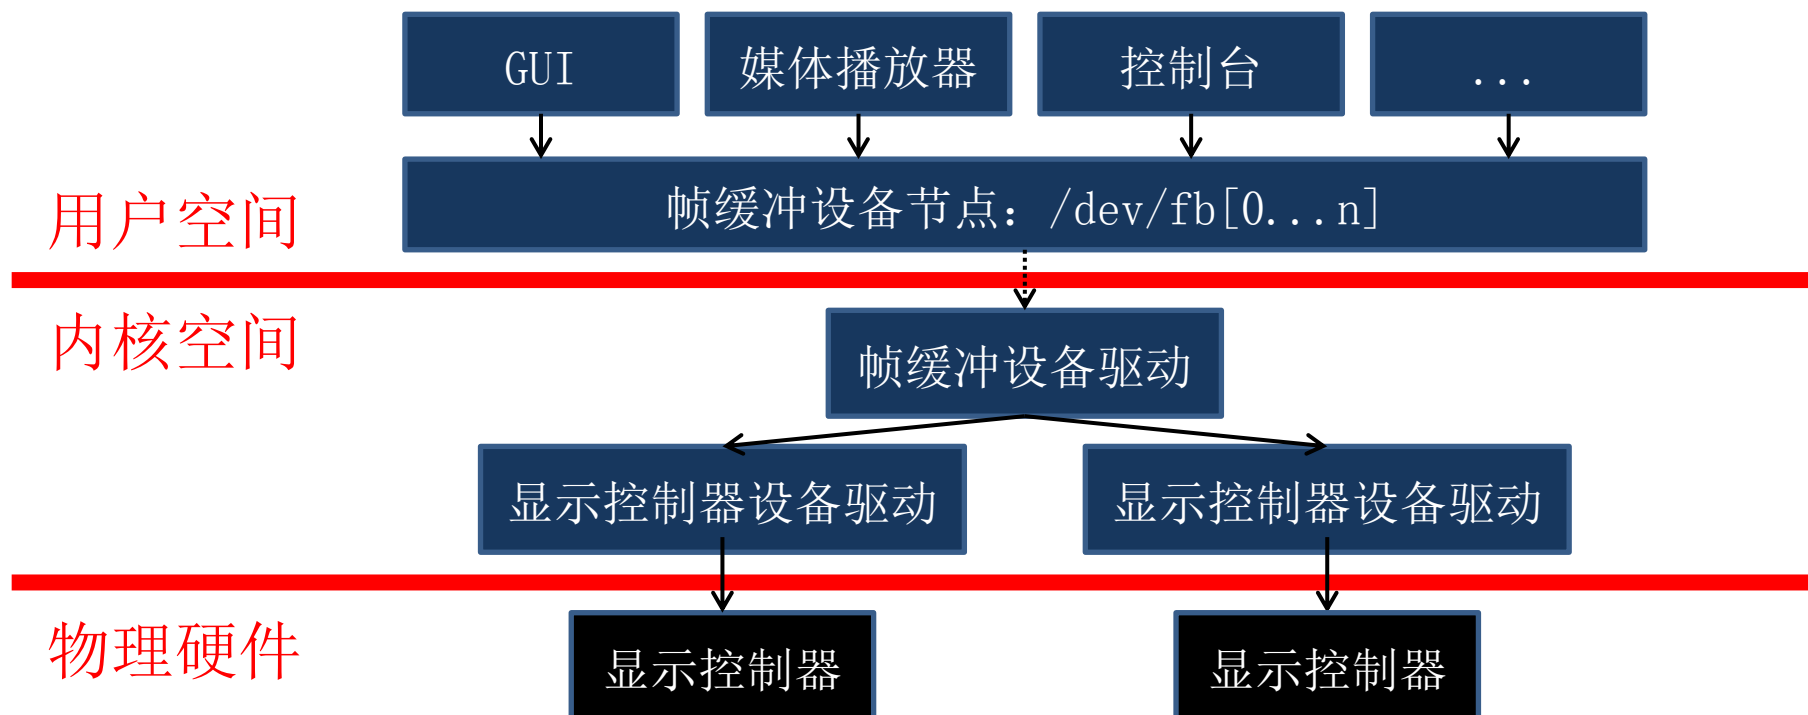 GUI
媒体播放器
控制台
...
用户空间
帧缓冲设备节点：/dev/fb[0...n]
内核空间
帧缓冲设备驱动
显示控制器设备驱动
显示控制器设备驱动
物理硬件
显示控制器
显示控制器